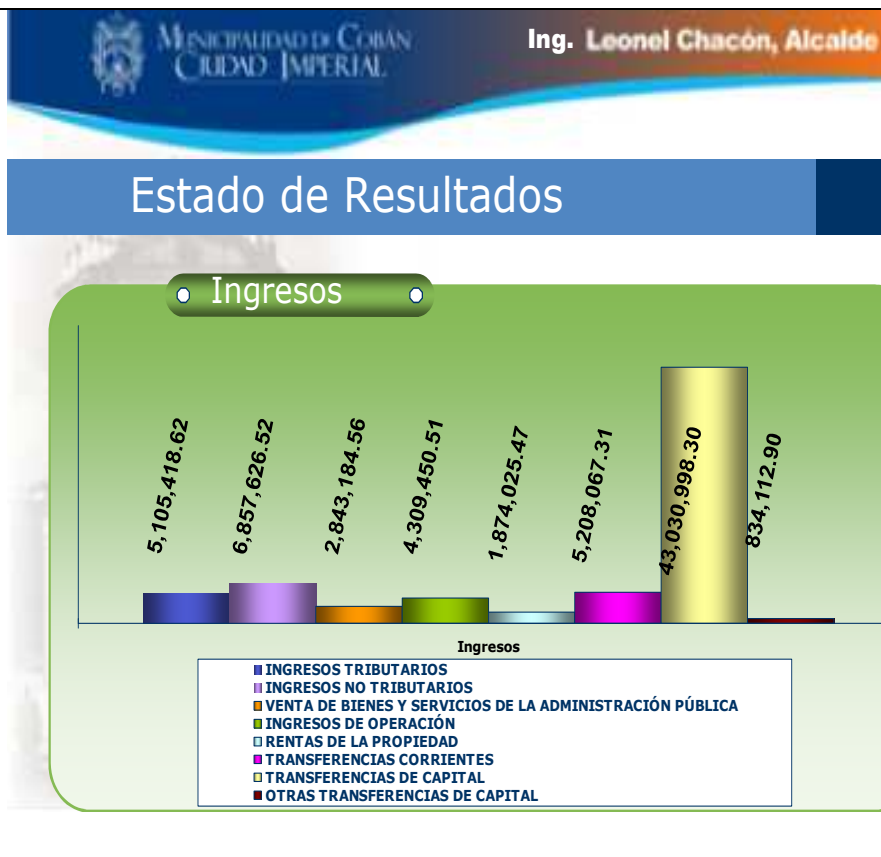 MUNICIPALIDAD DE COBÁN
CIUDAD IMPERIAL
Ing. Leonel Chacón, Alcalde
Estado de Resultados
Ingresos
5,105,418.62
6,857,626.52
2,843,184.56
4,309,450.51
1,874,025.47
5,208,067.31
43,030,998.30
834,112.90
Ingresos
INGRESOS TRIBUTARIOS
INGRESOS NO TRIBUTARIOS
VENTA DE BIENES Y SERVICIOS DE LA ADMINISTRACIÓN PÚBLICA
INGRESOS DE OPERACIÓN
RENTAS DE LA PROPIEDAD
TRANSFERENCIAS CORRIENTES
TRANSFERENCIAS DE CAPITAL
OTRAS TRANSFERENCIAS DE CAPITAL